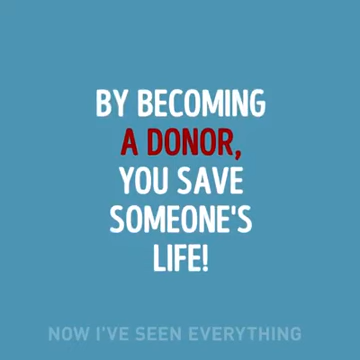 BY BECOMING
A DONOR,
YOU SAVE
SOMEONE'S
LIFE!
NOW I'VE SEEN EVERYTHING